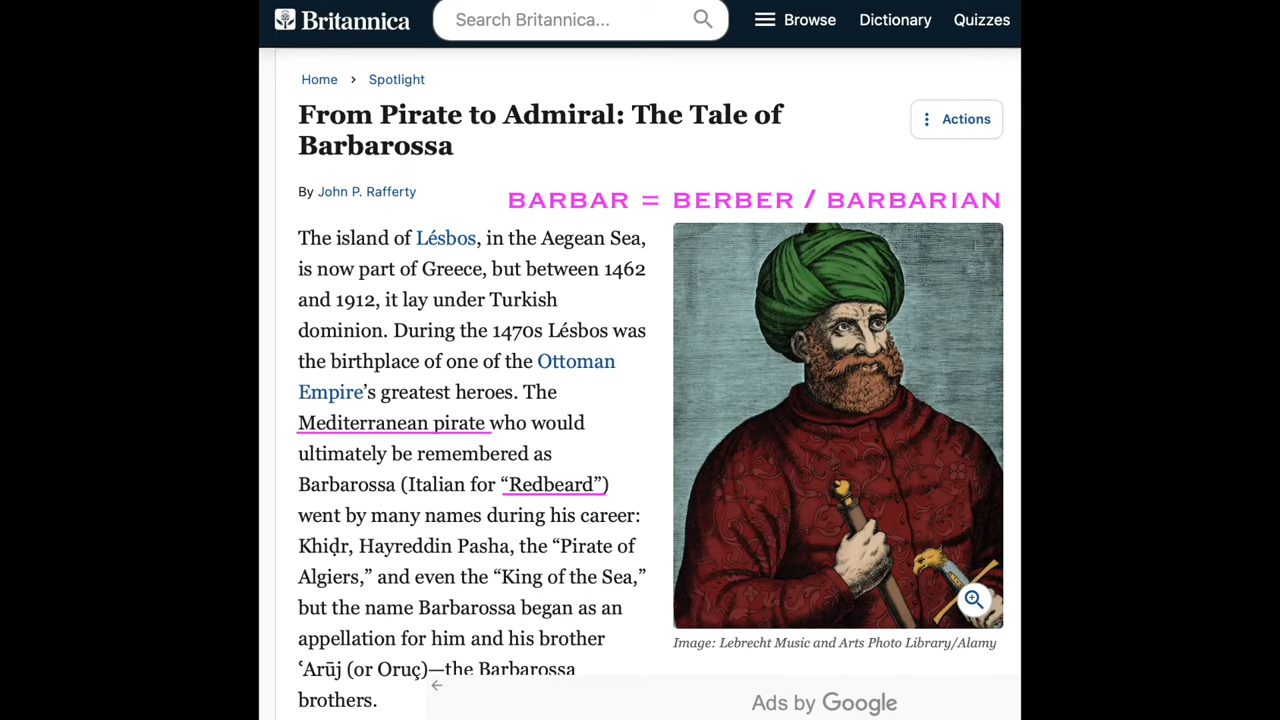 Britannica
Search Britannica...
Browse
Dictionary
Quizzes
Home › Spotlight
From Pirate to Admiral: The Tale of
Barbarossa
Actions
By John P. Rafferty
BARBAR = BERBER / BARBARIAN
The island of Lésbos, in the Aegean Sea,
is now part of Greece, but between 1462
and 1912, it lay under Turkish
dominion. During the 1470s Lésbos was
the birthplace of one of the Ottoman
Empire’s greatest heroes. The
Mediterranean pirate who would
ultimately be remembered as
Barbarossa (Italian for “Redbeard”)
went by many names during his career:
Khiḍr, Hayreddin Pasha, the “Pirate of
Algiers,” and even the “King of the Sea,”
but the name Barbarossa began as an
appellation for him and his brother
ʿArūj (or Oruç)—the Barbarossa
brothers.
Image: Lebrecht Music and Arts Photo Library/Alamy
Ads by Google